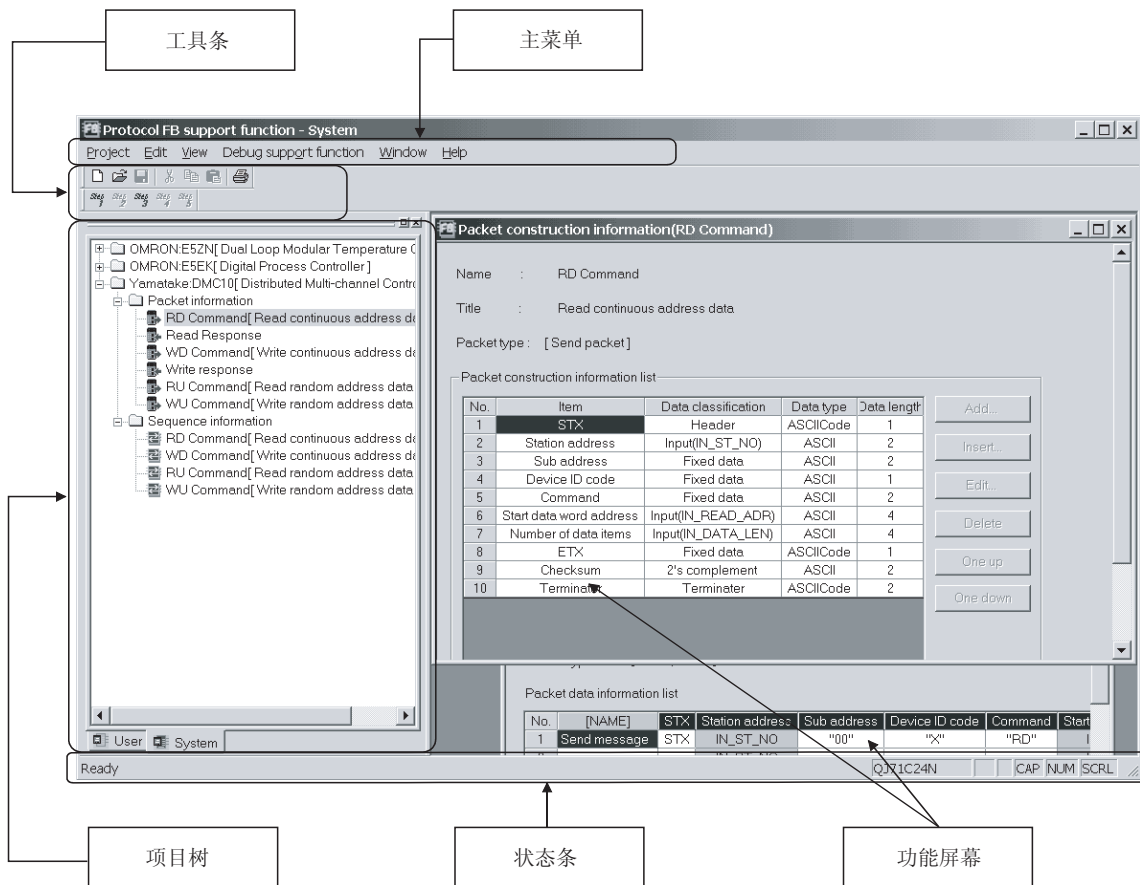 工具条
主菜单
Protocol FB support function - System
Project Edit View Debug support function Window Help
Step 1 Step 2 Step 3 Step 4 Step 5
OMRON:E5ZN[ Dual Loop Modular Temperature C
OMRON:E5EK[ Digital Process Controller ]
Yamatake:DMC10[ Distributed Multi-channel Contro
Packet information
RD Command[ Read continuous address da
Read Response
WD Command[ Write continuous address da
Write response
RU Command[ Read random address data
WU Command[ Write random address data
Sequence information
RD Command[ Read continuous address da
WD Command[ Write continuous address da
RU Command[ Read random address data
WU Command[ Write random address data
User System
Packet construction information(RD Command)
Name : RD Command
Title : Read continuous address data
Packet type : [ Send packet ]
Packet construction information list
No. Item Data classification Data type Data length
1 STX Header ASCIICode 1
2 Station address Input(IN_ST_NO) ASCII 2
3 Sub address Fixed data ASCII 2
4 Device ID code Fixed data ASCII 1
5 Command Fixed data ASCII 2
6 Start data word address Input(IN_READ_ADR) ASCII 4
7 Number of data items Input(IN_DATA_LEN) ASCII 4
8 ETX Fixed data ASCIICode 1
9 Checksum 2's complement ASCII 2
10 Terminator Terminater ASCIICode 2
Add...
Insert...
Edit...
Delete
One up
One down
Packet data information list
No. [NAME] STX Station address Sub address Device ID code Command Start
1 Send message STX IN_ST_NO "00" "X" "RD"
Ready QJ71C24N CAP NUM SCRL
项目树
状态条
功能屏幕